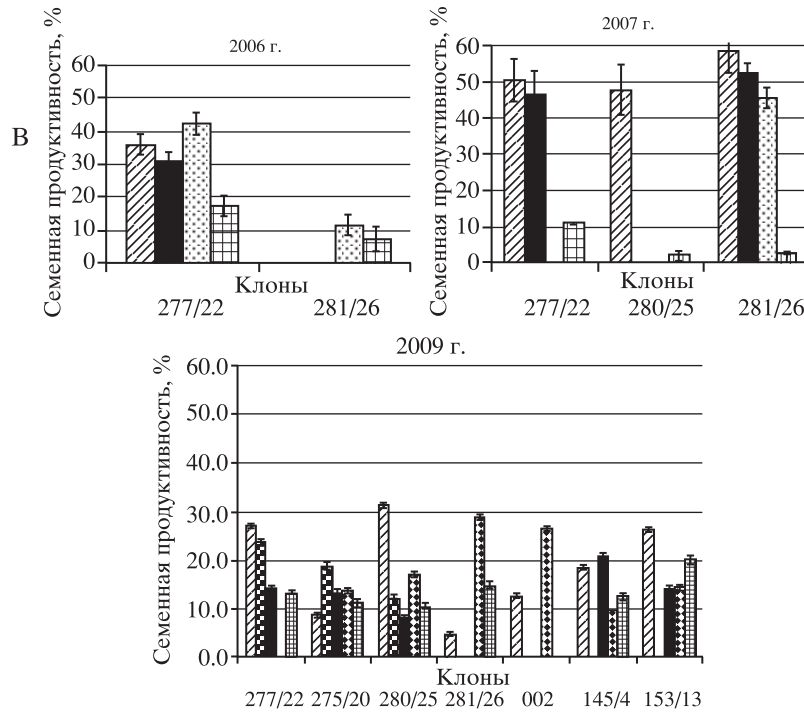 В
2006 г.
Семенная продуктивность, %
60
50
40
30
20
10
0
Клоны
277/22 281/26
2007 г.
Семенная продуктивность, %
60
50
40
30
20
10
0
Клоны
277/22 280/25 281/26
2009 г.
Семенная продуктивность, %
60.0
50.0
40.0
30.0
20.0
10.0
0.0
Клоны
277/22 275/20 280/25 281/26 002 145/4 153/13